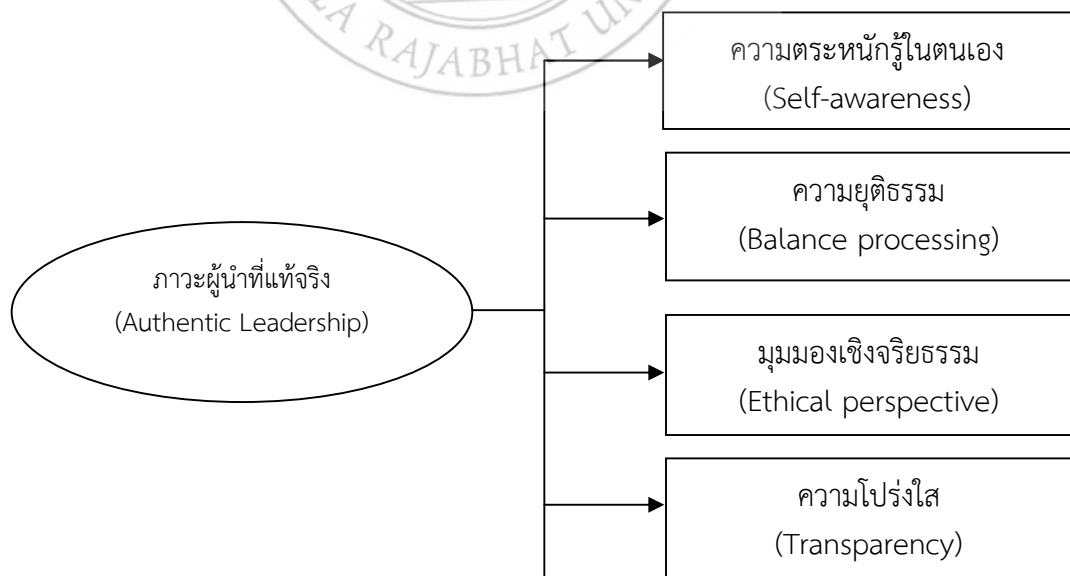 RAJABHAT
ความตระหนักรู้ในตนเอง
(Self-awareness)
ความยุติธรรม
(Balance processing)
ภาวะผู้นำที่แท้จริง
(Authentic Leadership)
มุมมองเชิงจริยธรรม
(Ethical perspective)
ความโปร่งใส
(Transparency)